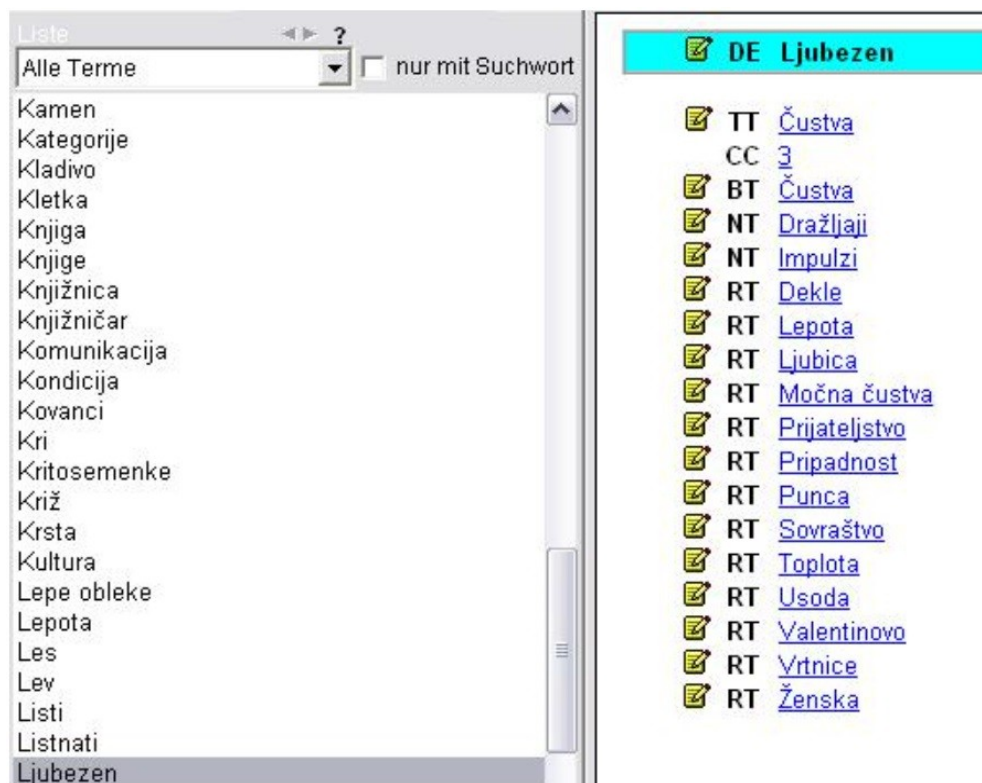 Liste ?
Alle Terme nur mit Suchwort
Kamen
Kategorije
Kladivo
Kletka
Knjiga
Knjige
Knjižnica
Knjižničar
Komunikacija
Kondicija
Kovanci
Kri
Kritosemenke
Križ
Krsta
Kultura
Lepe obleke
Lepota
Les
Lev
Listi
Listnati
Ljubezen
DE Ljubezen
TT Čustva
CC 3
BT Čustva
NT Dražljaji
NT Impulzi
RT Dekle
RT Lepota
RT Ljubica
RT Močna čustva
RT Prijateljstvo
RT Pripadnost
RT Punca
RT Sovraštvo
RT Toplota
RT Usoda
RT Valentinovo
RT Vrtnice
RT Ženska